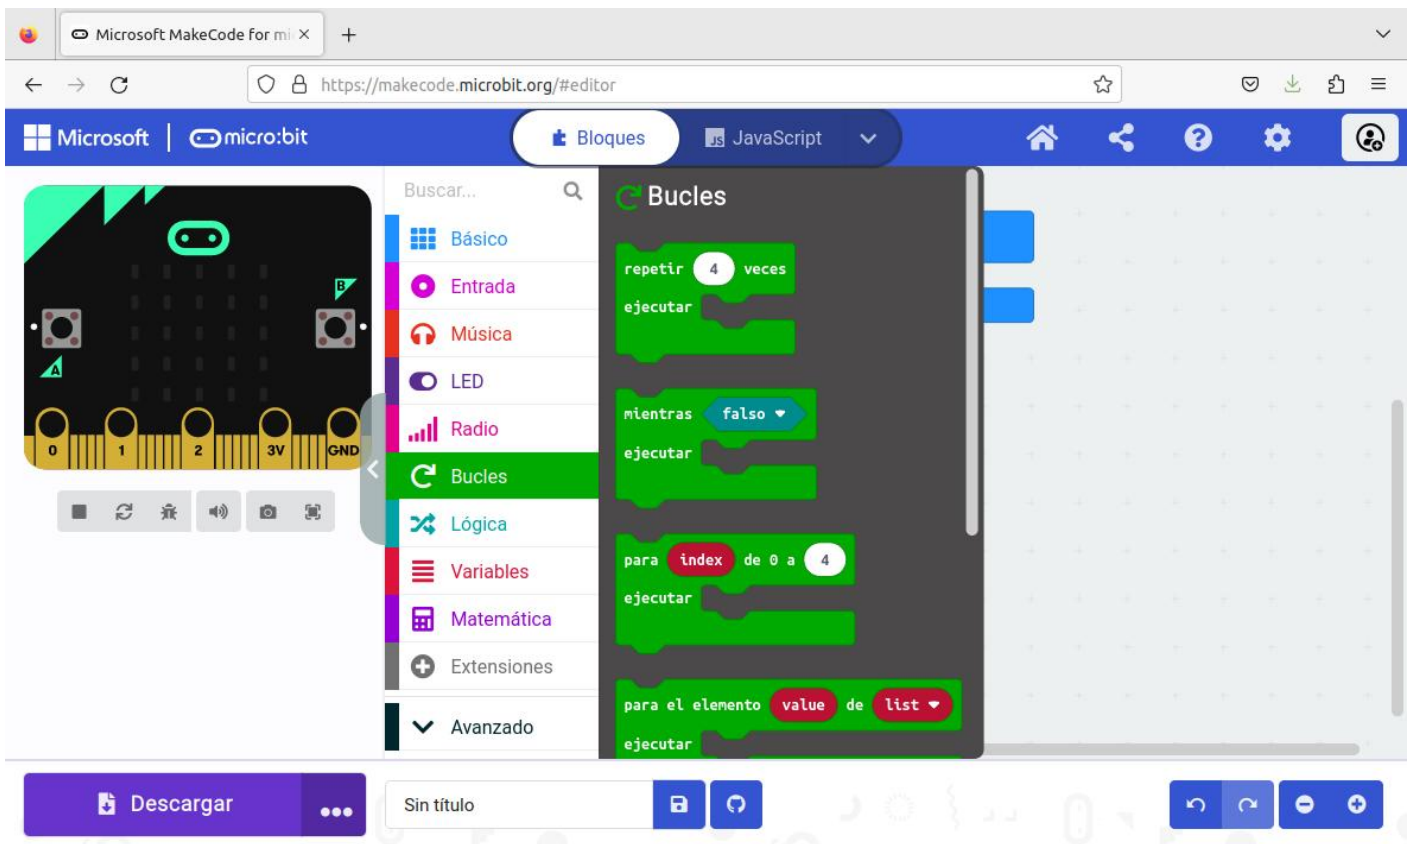 Microsoft MakeCode for mi
https://makecode.microbit.org/#editor
Microsoft
micro:bit
Bloques
JS
JavaScript
B
A
0
1
2
3V
GND
Buscar...
Básico
Entrada
Música
LED
Radio
Bucles
Lógica
Variables
Matemática
Extensiones
Avanzado
Bucles
repetir 4 veces
ejecutar
mientras falso
ejecutar
para index de 0 a 4
ejecutar
para el elemento value de list
ejecutar
Descargar
Sin título